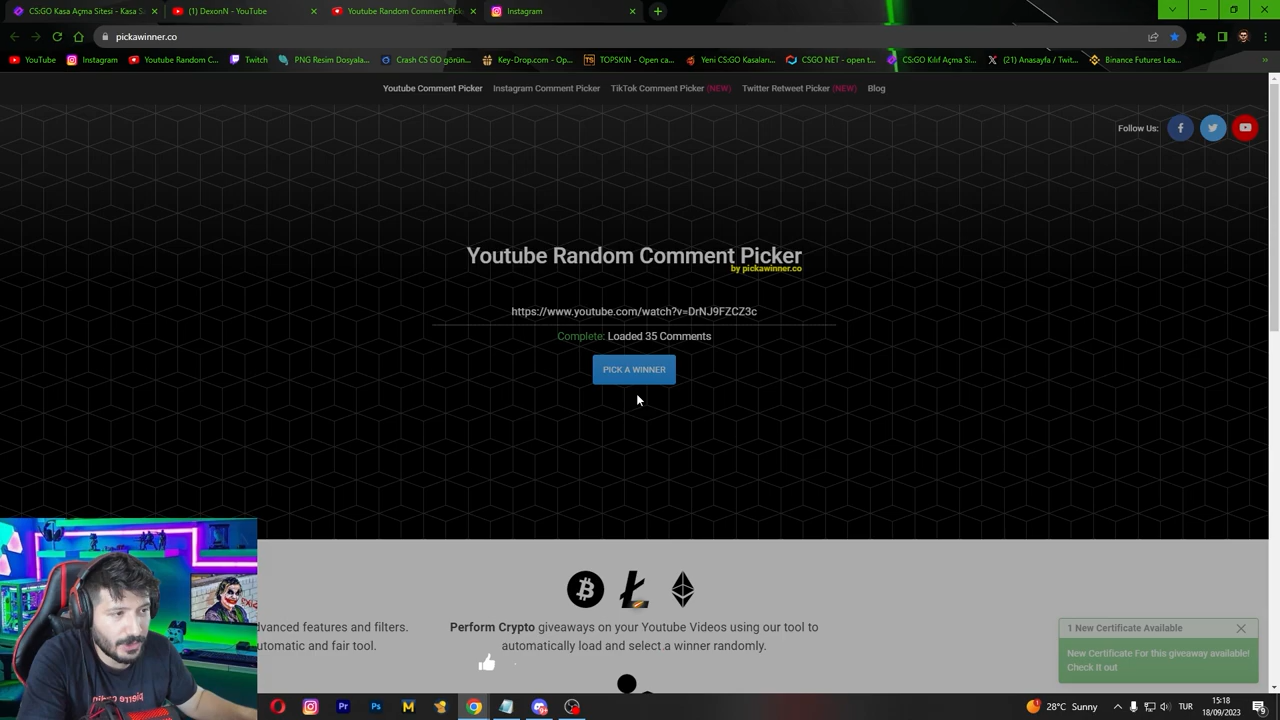 CS:GO Kasa Açma Sitesi - Kasa S
(1) DexonN - YouTube
Youtube Random Comment Pick
Instagram
pickawinner.co
YouTube
Instagram
Youtube Random C...
Twitch
PNG Resim Dosyala...
Crash CS GO görün...
Key-Drop.com - Op...
TOPSKIN - Open ca...
Yeni CS:GO Kasaları...
CSGO NET - open t...
CS:GO Kılıf Açma Si...
(21) Anasayfa / Twit...
Binance Futures Lea...
Youtube Comment Picker
Instagram Comment Picker
TikTok Comment Picker (NEW)
Twitter Retweet Picker (NEW)
Blog
Follow Us:
Youtube Random Comment Picker
by pickawinner.co
https://www.youtube.com/watch?v=DrNJ9FZCZ3c
Complete: Loaded 35 Comments
PICK A WINNER
dvanced features and filters.
utomatic and fair tool.
Perform Crypto giveaways on your Youtube Videos using our tool to
automatically load and select a winner randomly.
1 New Certificate Available
New Certificate For this giveaway available!
Check It out
28°C Sunny
TUR
15:18
18/09/2023